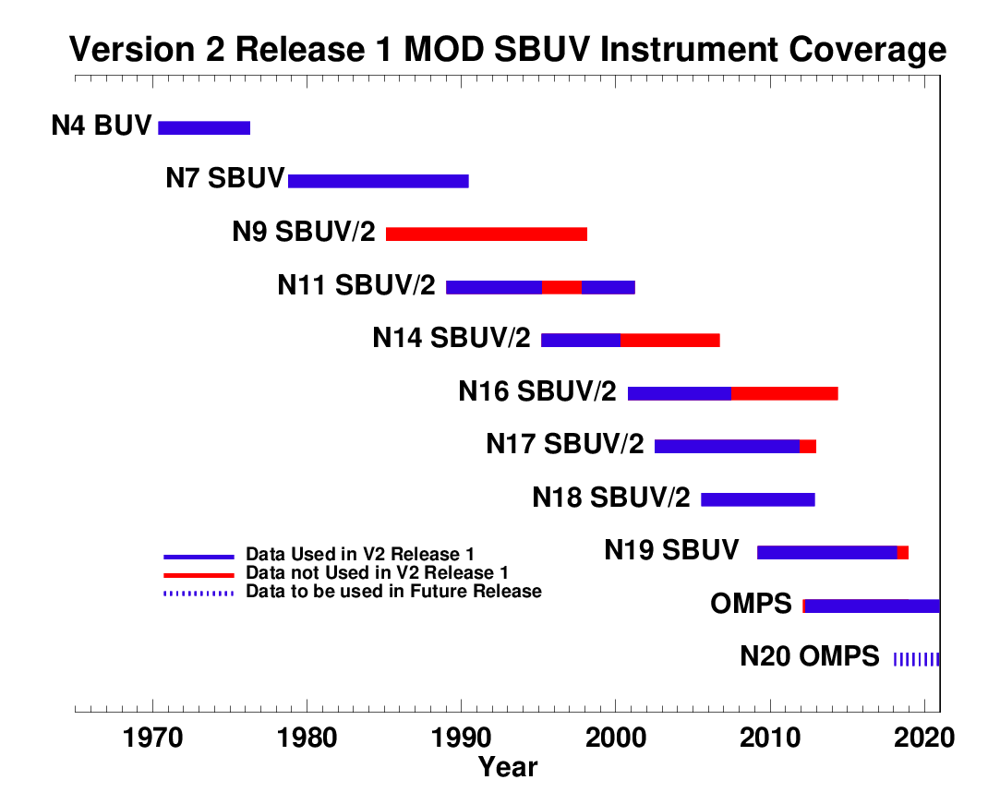 Version 2 Release 1 MOD SBUV Instrument Coverage
N4 BUV
N7 SBUV
N9 SBUV/2
N11 SBUV/2
N14 SBUV/2
N16 SBUV/2
N17 SBUV/2
N18 SBUV/2
N19 SBUV
Data Used in V2 Release 1
Data not Used in V2 Release 1
Data to be used in Future Release
OMPS
N20 OMPS
1970 1980 1990 2000 2010 2020
Year